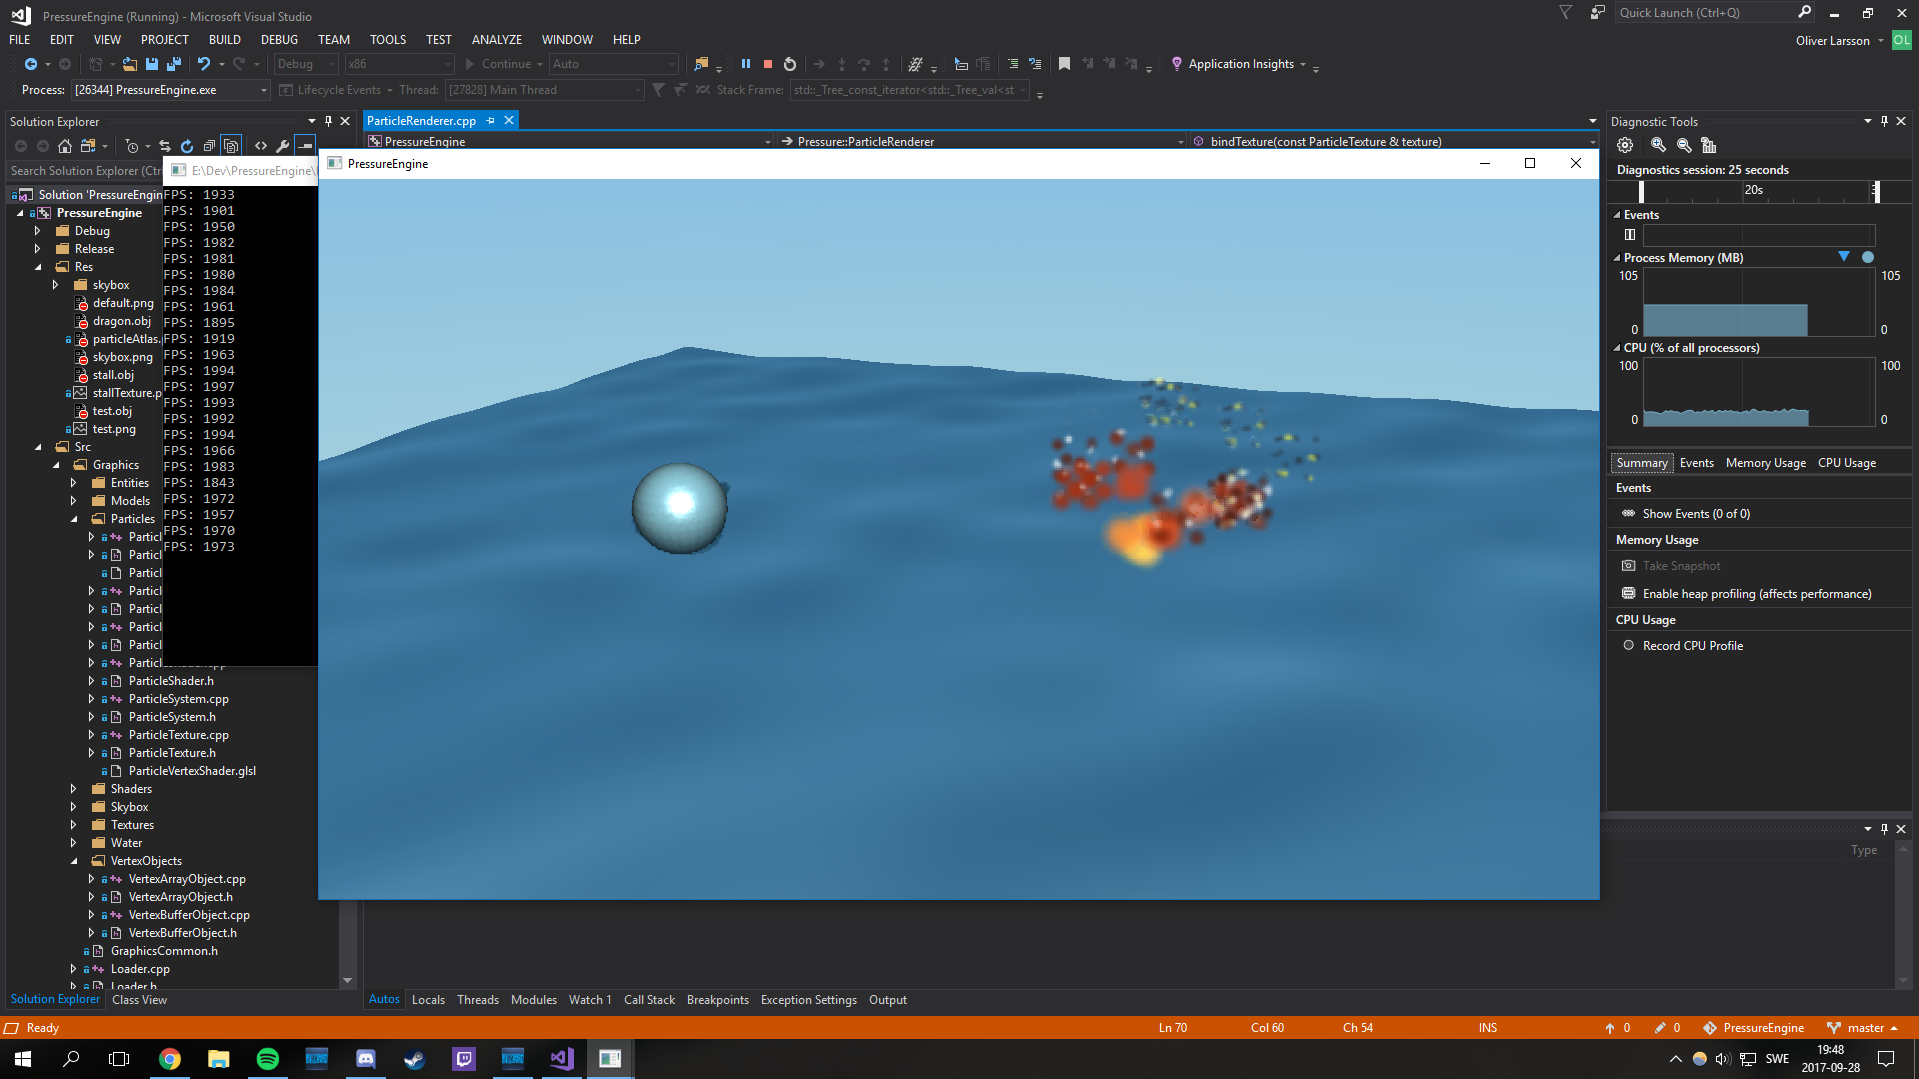 PressureEngine (Running) - Microsoft Visual Studio
Quick Launch (Ctrl+Q)
FILE EDIT VIEW PROJECT BUILD DEBUG TEAM TOOLS TEST ANALYZE WINDOW HELP
Oliver Larsson OL
Debug x86 Continue Auto Application Insights
Process: [26344] PressureEngine.exe Lifecycle Events Thread: [27828] Main Thread Stack Frame: std::_Tree_const_iterator<std::_Tree_val<st
Solution Explorer
Search Solution Explorer (Ctr
Solution 'PressureEngin
PressureEngine
Debug
Release
Res
skybox
default.png
dragon.obj
particleAtlas.
skybox.png
stall.obj
stallTexture.p
test.obj
test.png
Src
Graphics
Entities
Models
Particles
Particl
Particl
Particl
Particl
Particl
Particl
Particl
ParticleShader.h
ParticleSystem.cpp
ParticleSystem.h
ParticleTexture.cpp
ParticleTexture.h
ParticleVertexShader.glsl
Shaders
Skybox
Textures
Water
VertexObjects
VertexArrayObject.cpp
VertexArrayObject.h
VertexBufferObject.cpp
VertexBufferObject.h
GraphicsCommon.h
Loader.cpp
Loader.h
Solution Explorer Class View
E:\Dev\PressureEngine\
FPS: 1933
FPS: 1901
FPS: 1950
FPS: 1982
FPS: 1981
FPS: 1980
FPS: 1984
FPS: 1961
FPS: 1895
FPS: 1919
FPS: 1963
FPS: 1994
FPS: 1997
FPS: 1993
FPS: 1992
FPS: 1994
FPS: 1966
FPS: 1983
FPS: 1843
FPS: 1972
FPS: 1957
FPS: 1970
FPS: 1973
ParticleRenderer.cpp
PressureEngine Pressure::ParticleRenderer bindTexture(const ParticleTexture & texture)
PressureEngine
Diagnostic Tools
Diagnostics session: 25 seconds
20s
Events
Process Memory (MB)
105 105
0 0
CPU (% of all processors)
100 100
0 0
Summary Events Memory Usage CPU Usage
Events
Show Events (0 of 0)
Memory Usage
Take Snapshot
Enable heap profiling (affects performance)
CPU Usage
Record CPU Profile
Type
Autos Locals Threads Modules Watch 1 Call Stack Breakpoints Exception Settings Output
Ready Ln 70 Col 60 Ch 54 INS 0 0 PressureEngine master
SWE
19:48
2017-09-28